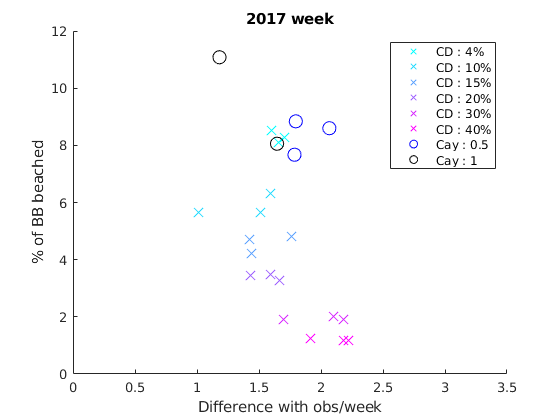 2017 week
12
10
8
6
4
2
0
% of BB beached
CD : 4%
CD : 10%
CD : 15%
CD : 20%
CD : 30%
CD : 40%
Cay : 0.5
Cay : 1
0 0.5 1 1.5 2 2.5 3 3.5
Difference with obs/week